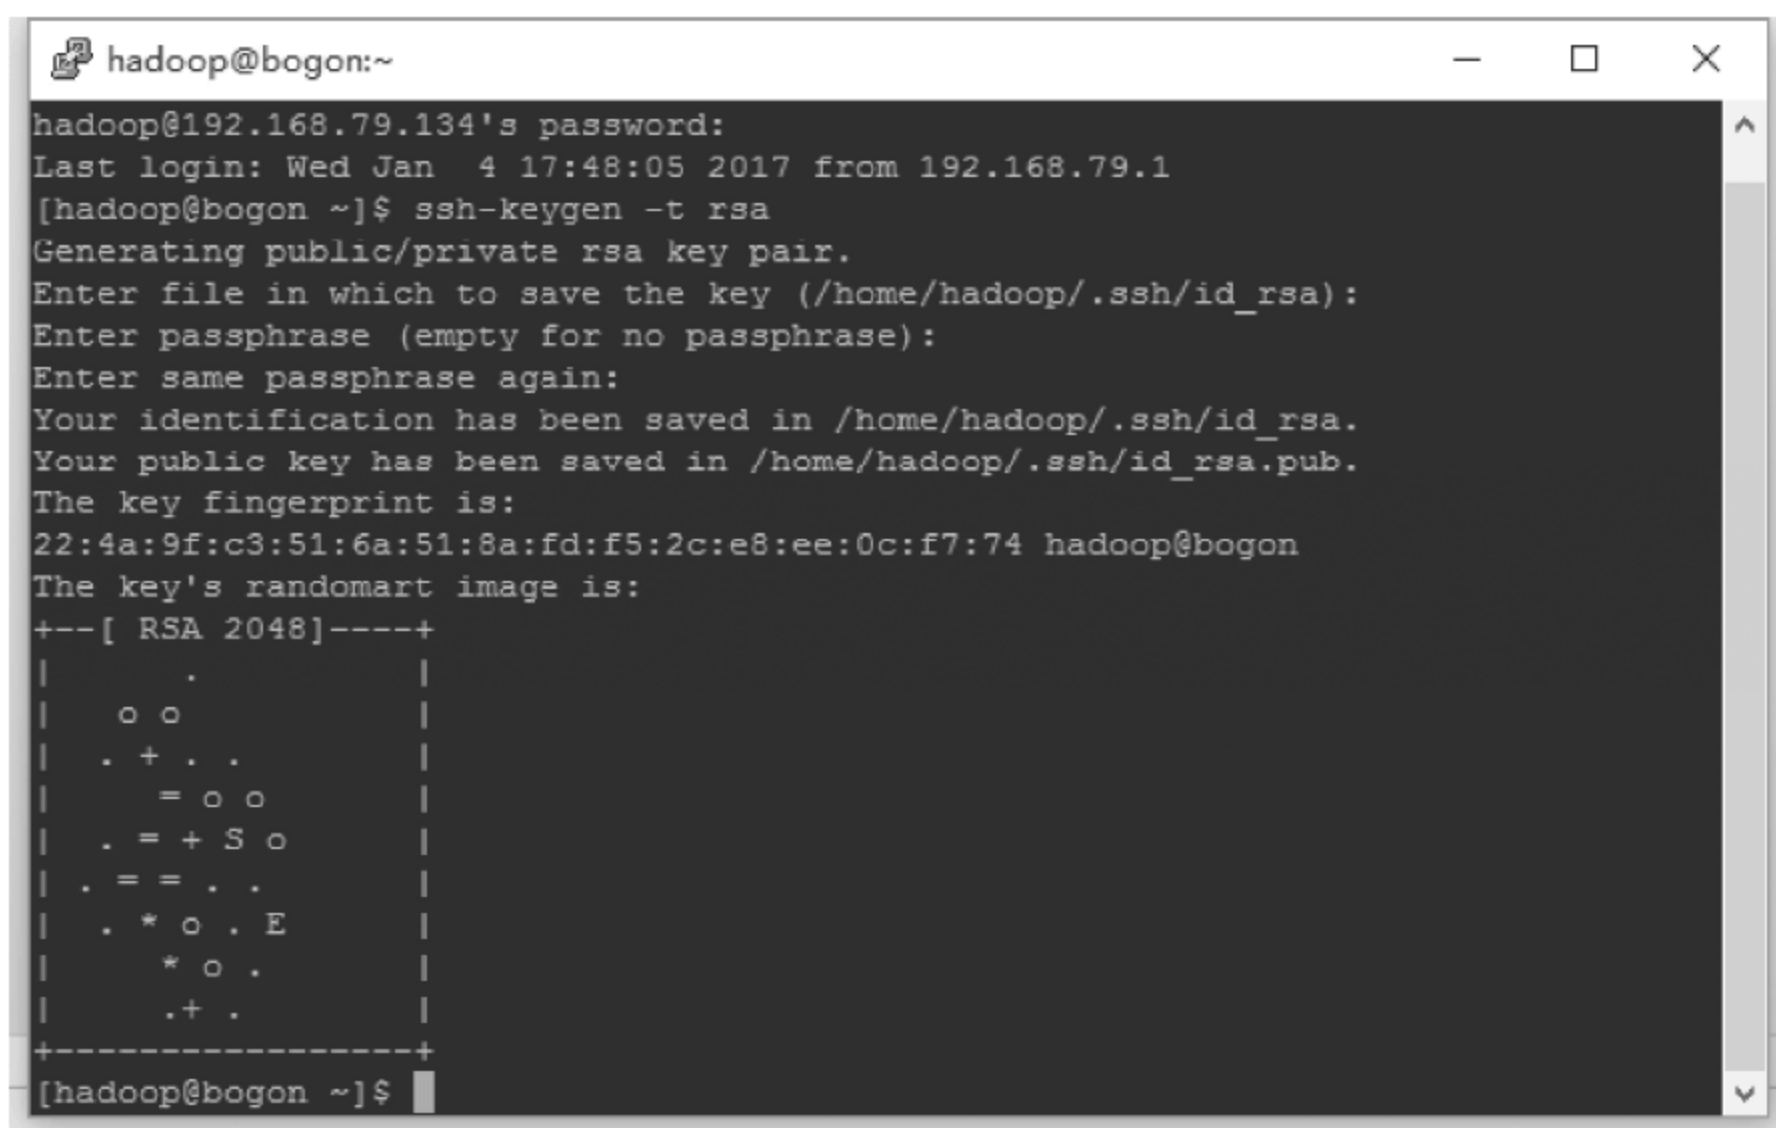 hadoop@bogon:~
hadoop@192.168.79.134's password:
Last login: Wed Jan  4 17:48:05 2017 from 192.168.79.1
[hadoop@bogon ~]$ ssh-keygen -t rsa
Generating public/private rsa key pair.
Enter file in which to save the key (/home/hadoop/.ssh/id_rsa):
Enter passphrase (empty for no passphrase):
Enter same passphrase again:
Your identification has been saved in /home/hadoop/.ssh/id_rsa.
Your public key has been saved in /home/hadoop/.ssh/id_rsa.pub.
The key fingerprint is:
22:4a:9f:c3:51:6a:51:8a:fd:f5:2c:e8:ee:0c:f7:74 hadoop@bogon
The key's randomart image is:
+--[ RSA 2048]----+
|      .          |
|   o o           |
|  . + . .        |
|     = o o       |
|  . = + S o      |
| . = = . .       |
|  . * o . E      |
|     * o .       |
|     .+ .        |
+-----------------+
[hadoop@bogon ~]$